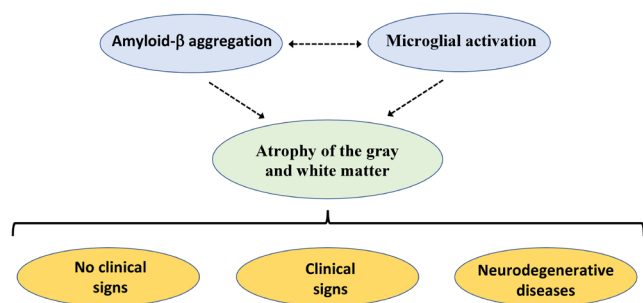 Amyloid-β aggregation
Microglial activation
Atrophy of the gray
and white matter
No clinical
signs
Clinical
signs
Neurodegenerative
diseases